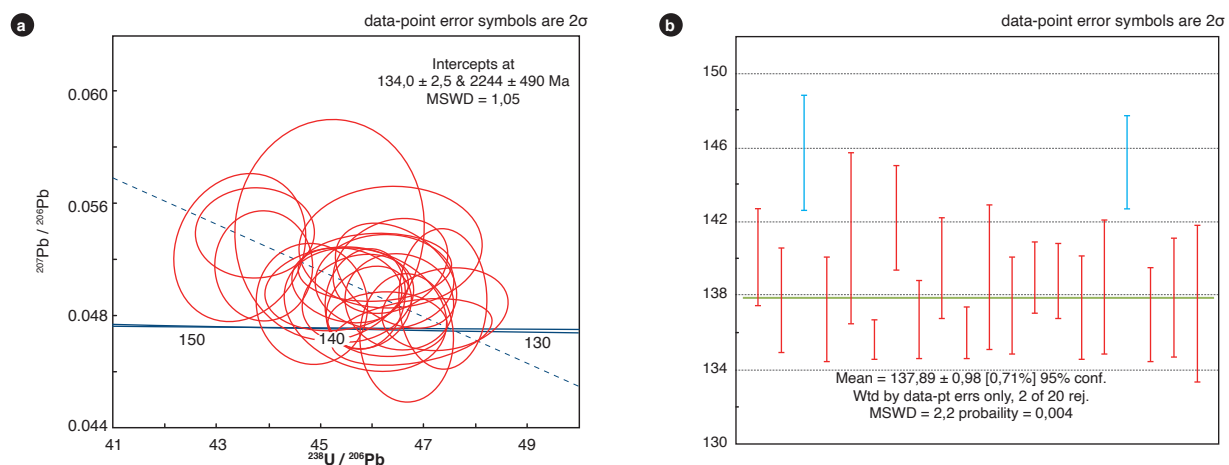 a
data-point error symbols are 2σ
Intercepts at
134,0 ± 2,5 & 2244 ± 490 Ma
MSWD = 1,05
0.060
0.056
0.048
0.044
207Pb / 206Pb
150
140
130
41
43
45
47
49
238U / 206Pb
b
data-point error symbols are 2σ
150
146
142
138
134
130
Mean = 137,89 ± 0,98 [0,71%] 95% conf.
Wtd by data-pt errs only, 2 of 20 rej.
MSWD = 2,2 probaility = 0,004